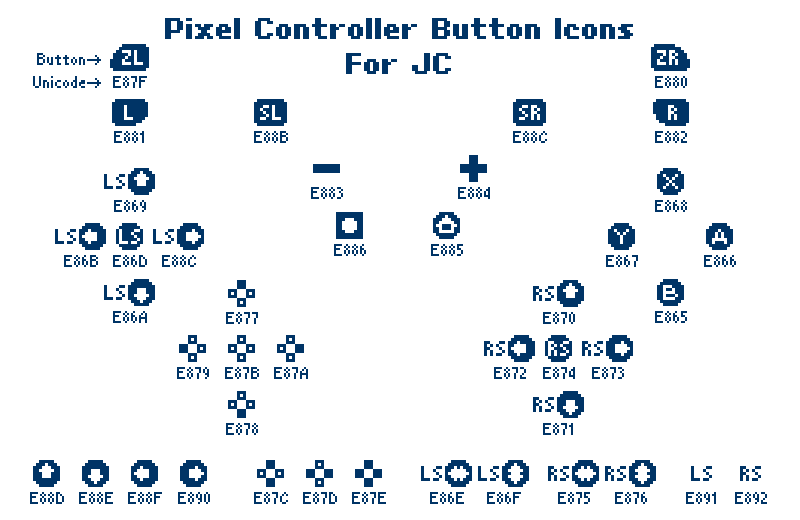 Pixel Controller Button Icons
For JC
Button→ ZL ZR
Unicode→ E87F E880
L SL SR R
E881 E88B E88C E882
E883 E884
LS X
E869 E868
E886 E885
LS LS LS Y A
E86B E86D E88C E867 E866
LS RS B
E86A E877 E870 E865
RS RS RS
E879 E87B E87A E872 E874 E873
RS
E878 E871
LS LS RS RS LS RS
E88D E88E E88F E890 E87C E87D E87E E86E E86F E875 E876 E891 E892